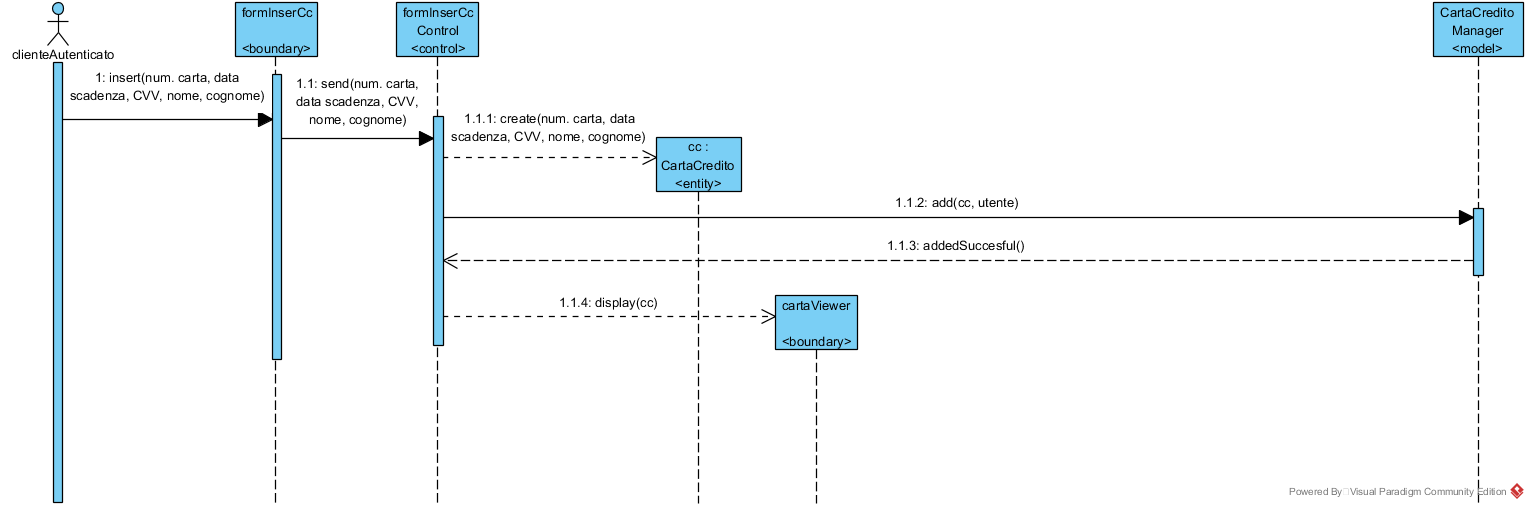 clienteAutenticato
formInserCc
<boundary>
formInserCc
Control
<control>
CartaCredito
Manager
<model>
1: insert(num. carta, data
scadenza, CVV, nome, cognome)
1.1: send(num. carta,
data scadenza, CVV,
nome, cognome)
1.1.1: create(num. carta, data
scadenza, CVV, nome, cognome)
cc :
CartaCredito
<entity>
1.1.2: add(cc, utente)
1.1.3: addedSuccesful()
1.1.4: display(cc)
cartaViewer
<boundary>
Powered By Visual Paradigm Community Edition